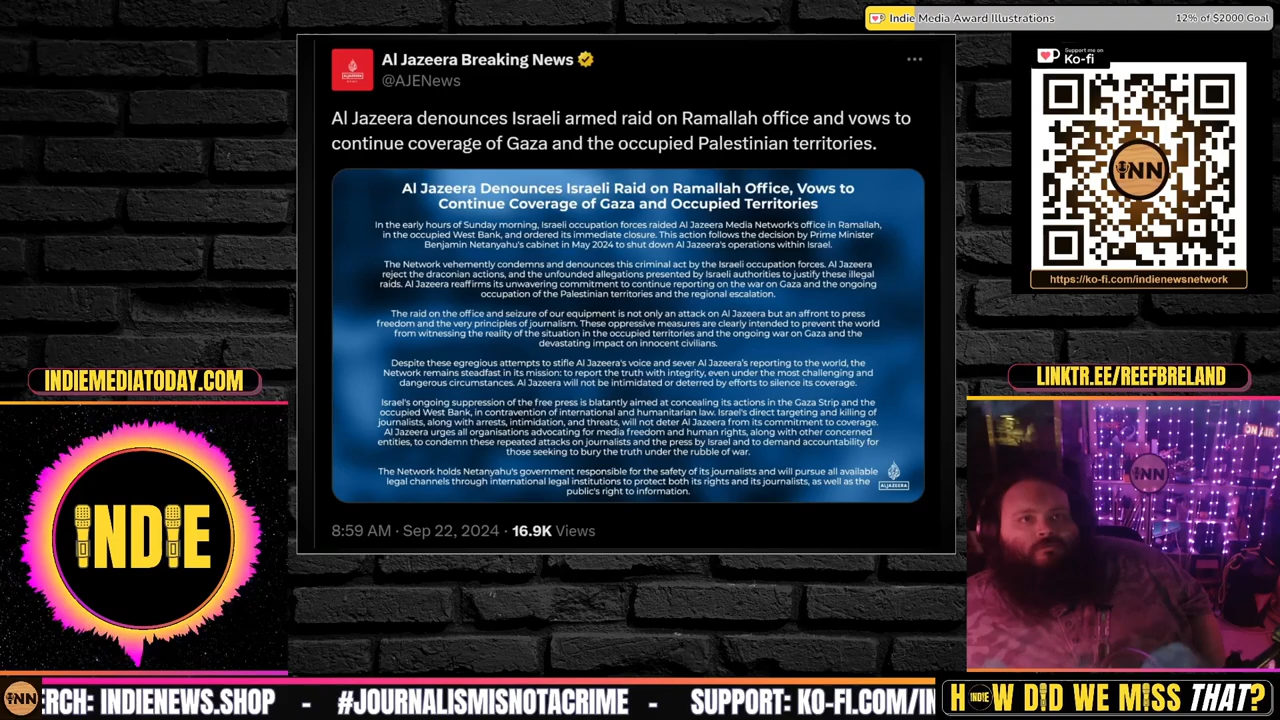 Indie Media Award Illustrations
12% of $2000 Goal
Al Jazeera Breaking News
@AJENews
Al Jazeera denounces Israeli armed raid on Ramallah office and vows to
continue coverage of Gaza and the occupied Palestinian territories.
Al Jazeera Denounces Israeli Raid on Ramallah Office, Vows to
Continue Coverage of Gaza and Occupied Territories
In the early hours of Sunday morning, Israeli occupation forces raided Al Jazeera Media Network's office in Ramallah,
in the occupied West Bank, and ordered its immediate closure. This action follows the decision by Prime Minister
Benjamin Netanyahu's cabinet in May 2024 to shut down Al Jazeera's operations within Israel.
The Network vehemently condemns and denounces this criminal act by the Israeli occupation forces. Al Jazeera
reject the draconian actions, and the unfounded allegations presented by Israeli authorities to justify these illegal
raids. Al Jazeera reaffirms its unwavering commitment to continue reporting on the war on Gaza and the ongoing
occupation of the Palestinian territories and the regional escalation.
The raid on the office and seizure of our equipment is not only an attack on Al Jazeera but an affront to press
freedom and the very principles of journalism. These oppressive measures are clearly intended to prevent the world
from witnessing the reality of the situation in the occupied territories and the ongoing war on Gaza and the
devastating impact on innocent civilians.
Despite these egregious attempts to stifle Al Jazeera's voice and sever Al Jazeera's reporting to the world, the
Network remains steadfast in its mission: to report the truth with integrity, even under the most challenging and
dangerous circumstances. Al Jazeera will not be intimidated or deterred by efforts to silence its coverage.
Israel's ongoing suppression of the free press is blatantly aimed at concealing its actions in the Gaza Strip and the
occupied West Bank, in contravention of international and humanitarian law. Israel's direct targeting and killing of
journalists, along with arrests, intimidation, and threats, will not deter Al Jazeera from its commitment to coverage.
Al Jazeera urges all organisations advocating for media freedom and human rights, along with other concerned
entities, to condemn these repeated attacks on journalists and the press by Israel and to demand accountability for
those seeking to bury the truth under the rubble of war.
The Network holds Netanyahu's government responsible for the safety of its journalists and will pursue all available
legal channels through international legal institutions to protect both its rights and its journalists, as well as the
public's right to information.
ALJAZEERA
8:59 AM · Sep 22, 2024 · 16.9K Views
Support me on
Ko-fi
INN
https://ko-fi.com/indienewsnetwork
INDIEMEDIATODAY.COM
INDIE
LINKTR.EE/REEFBRELAND
ON AIR
INN
INN
ERCH: INDIENEWS.SHOP - #JOURNALISMISNOTACRIME - SUPPORT: KO-FI.COM/IN
HOW DID WE MISS THAT?